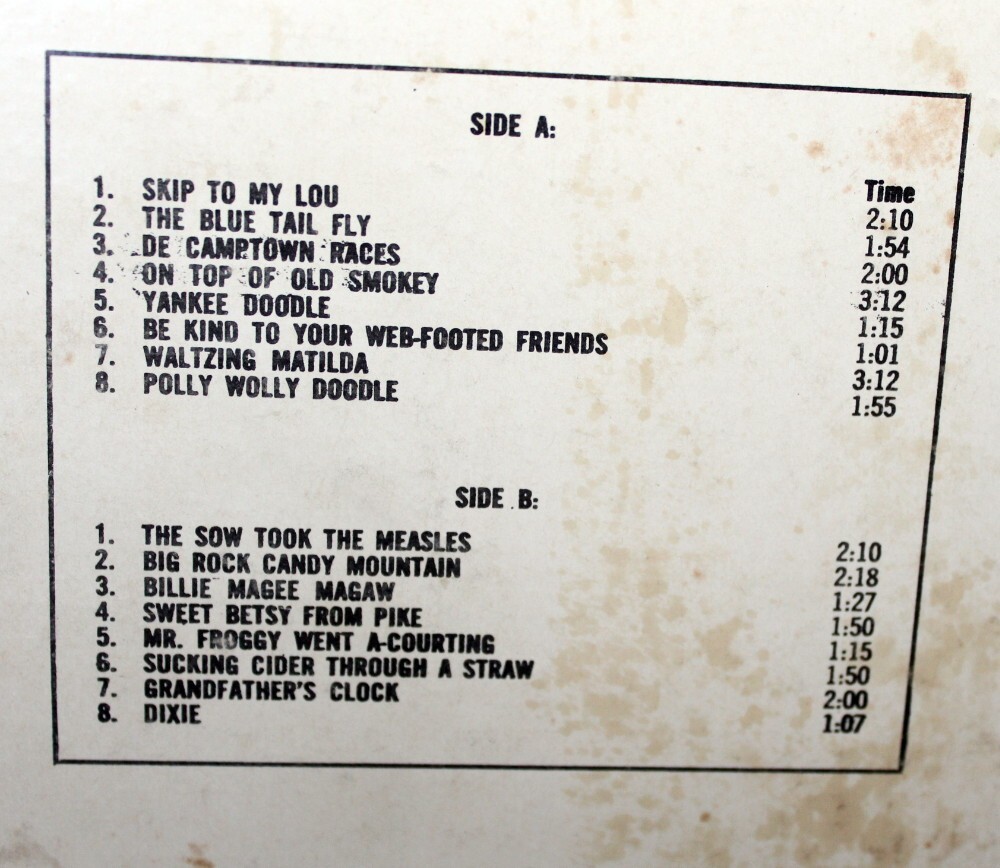 SIDE A:
Time
1. SKIP TO MY LOU 2:10
2. THE BLUE TAIL FLY 1:54
3. DE CAMPTOWN RACES 2:00
4. ON TOP OF OLD SMOKEY 3:12
5. YANKEE DOODLE 1:15
6. BE KIND TO YOUR WEB-FOOTED FRIENDS 1:01
7. WALTZING MATILDA 3:12
8. POLLY WOLLY DOODLE 1:55
SIDE B:
1. THE SOW TOOK THE MEASLES 2:10
2. BIG ROCK CANDY MOUNTAIN 2:18
3. BILLIE MAGEE MAGAW 1:27
4. SWEET BETSY FROM PIKE 1:50
5. MR. FROGGY WENT A-COURTING 1:15
6. SUCKING CIDER THROUGH A STRAW 1:50
7. GRANDFATHER'S CLOCK 2:00
8. DIXIE 1:07